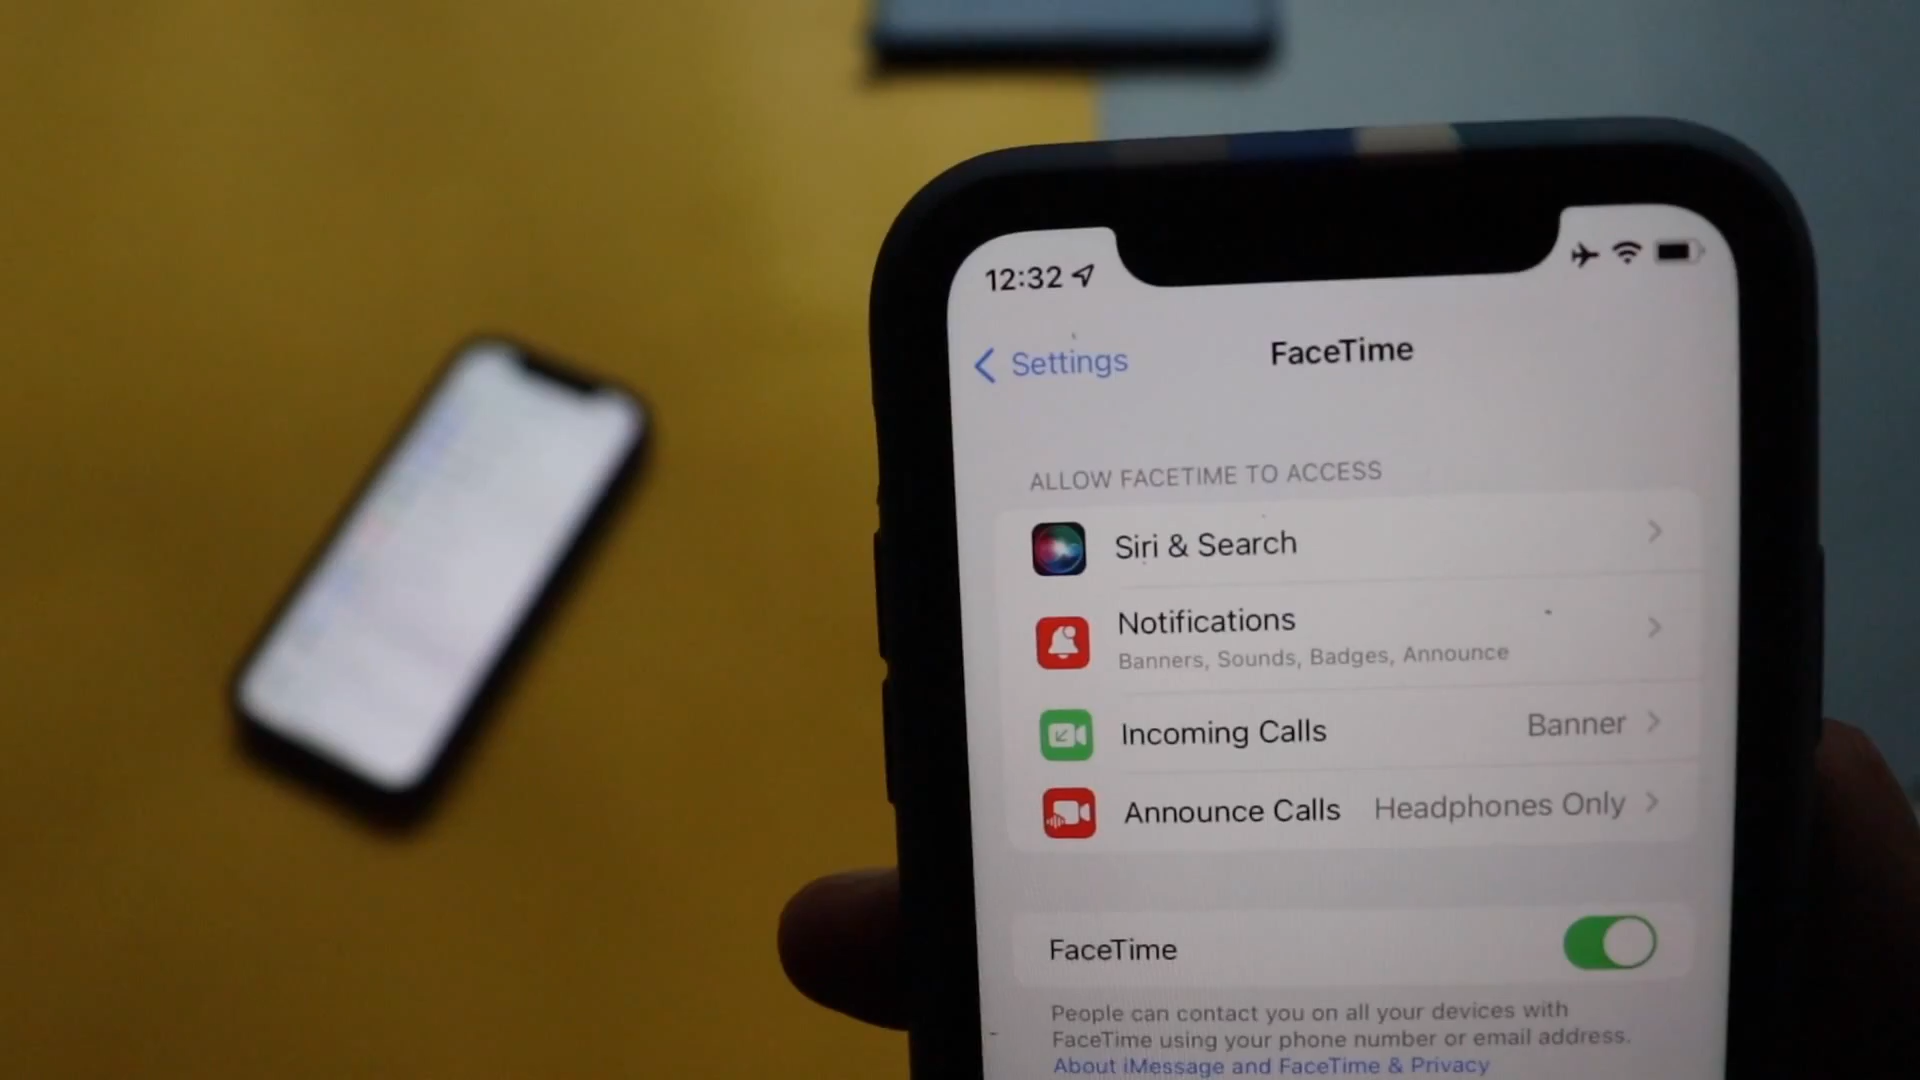 12:32
Settings
FaceTime
ALLOW FACETIME TO ACCESS
Siri & Search
Notifications
Banners, Sounds, Badges, Announce
Incoming Calls Banner
Announce Calls Headphones Only
FaceTime
People can contact you on all your devices with
FaceTime using your phone number or email address.
About iMessage and FaceTime & Privacy